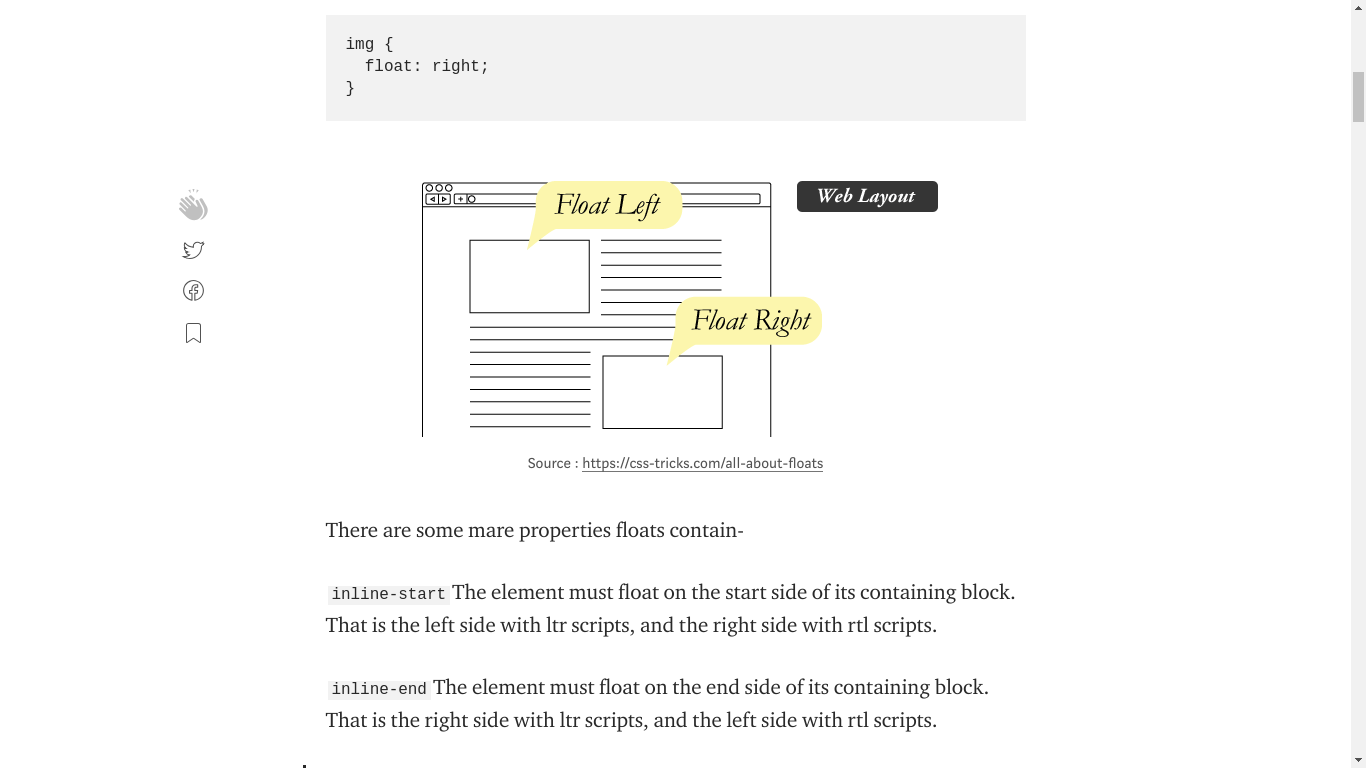 img {
  float: right;
}
Float Left
Web Layout
Float Right
Source : https://css-tricks.com/all-about-floats
There are some mare properties floats contain-
inline-start The element must float on the start side of its containing block.
That is the left side with ltr scripts, and the right side with rtl scripts.
inline-end The element must float on the end side of its containing block.
That is the right side with ltr scripts, and the left side with rtl scripts.